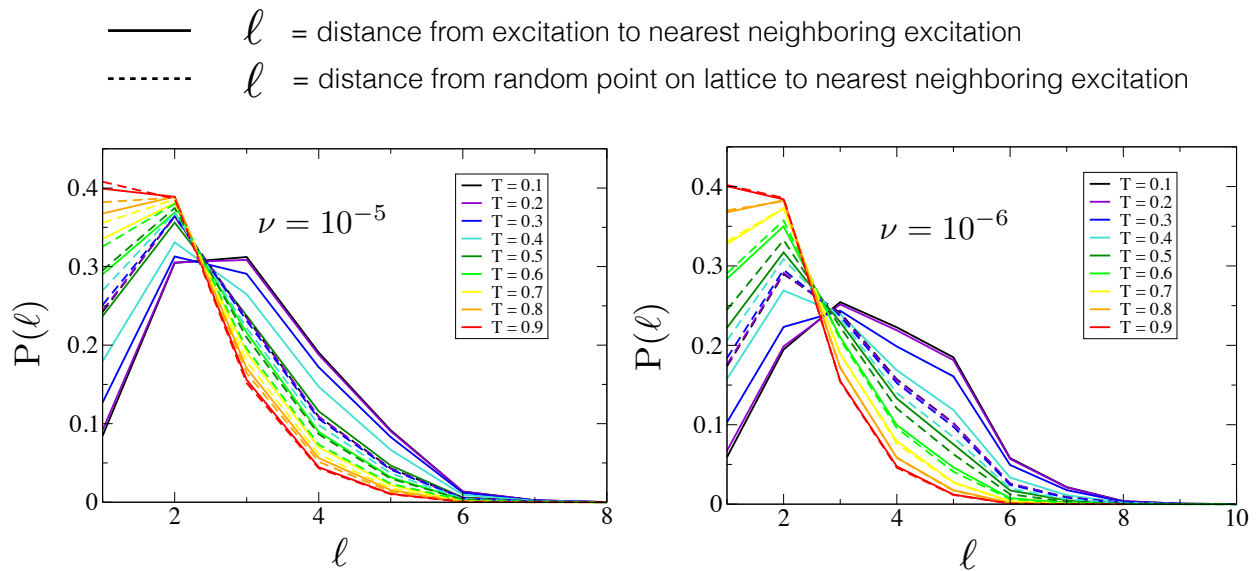 ℓ = distance from excitation to nearest neighboring excitation
ℓ = distance from random point on lattice to nearest neighboring excitation
P(ℓ)
0.4
0.3
0.2
0.1
0
2
4
6
8
ℓ
ν = 10⁻⁵
T = 0.1
T = 0.2
T = 0.3
T = 0.4
T = 0.5
T = 0.6
T = 0.7
T = 0.8
T = 0.9
P(ℓ)
0.4
0.3
0.2
0.1
0
2
4
6
8
10
ℓ
ν = 10⁻⁶
T = 0.1
T = 0.2
T = 0.3
T = 0.4
T = 0.5
T = 0.6
T = 0.7
T = 0.8
T = 0.9